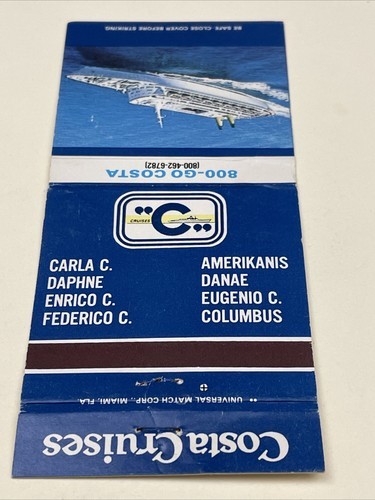 BE SAFE CLOSE COVER BEFORE STRIKING
800-GO COSTA
(800-462-6782)
"C"
CRUISES
CARLA C.
DAPHNE
ENRICO C.
FEDERICO C.
AMERIKANIS
DANAE
EUGENIO C.
COLUMBUS
UNIVERSAL MATCH CORP., MIAMI, FLA
Costa Cruises